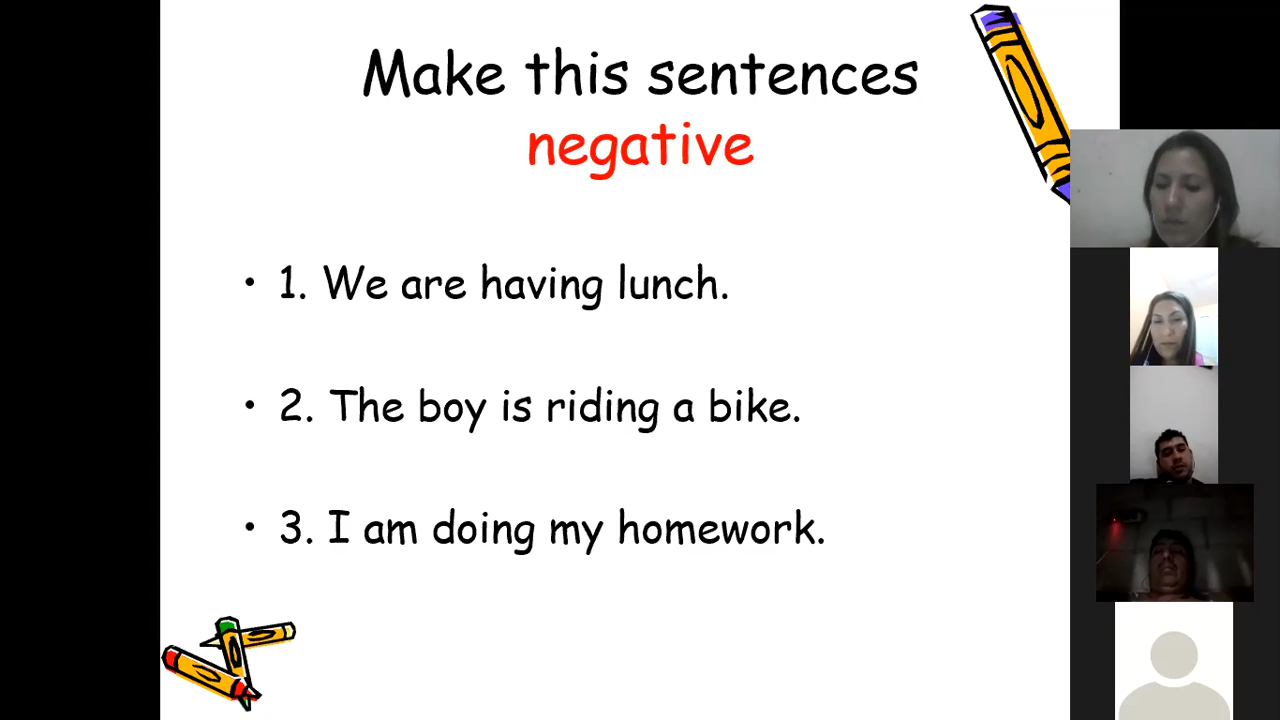 Make this sentences
negative
• 1. We are having lunch.
• 2. The boy is riding a bike.
• 3. I am doing my homework.